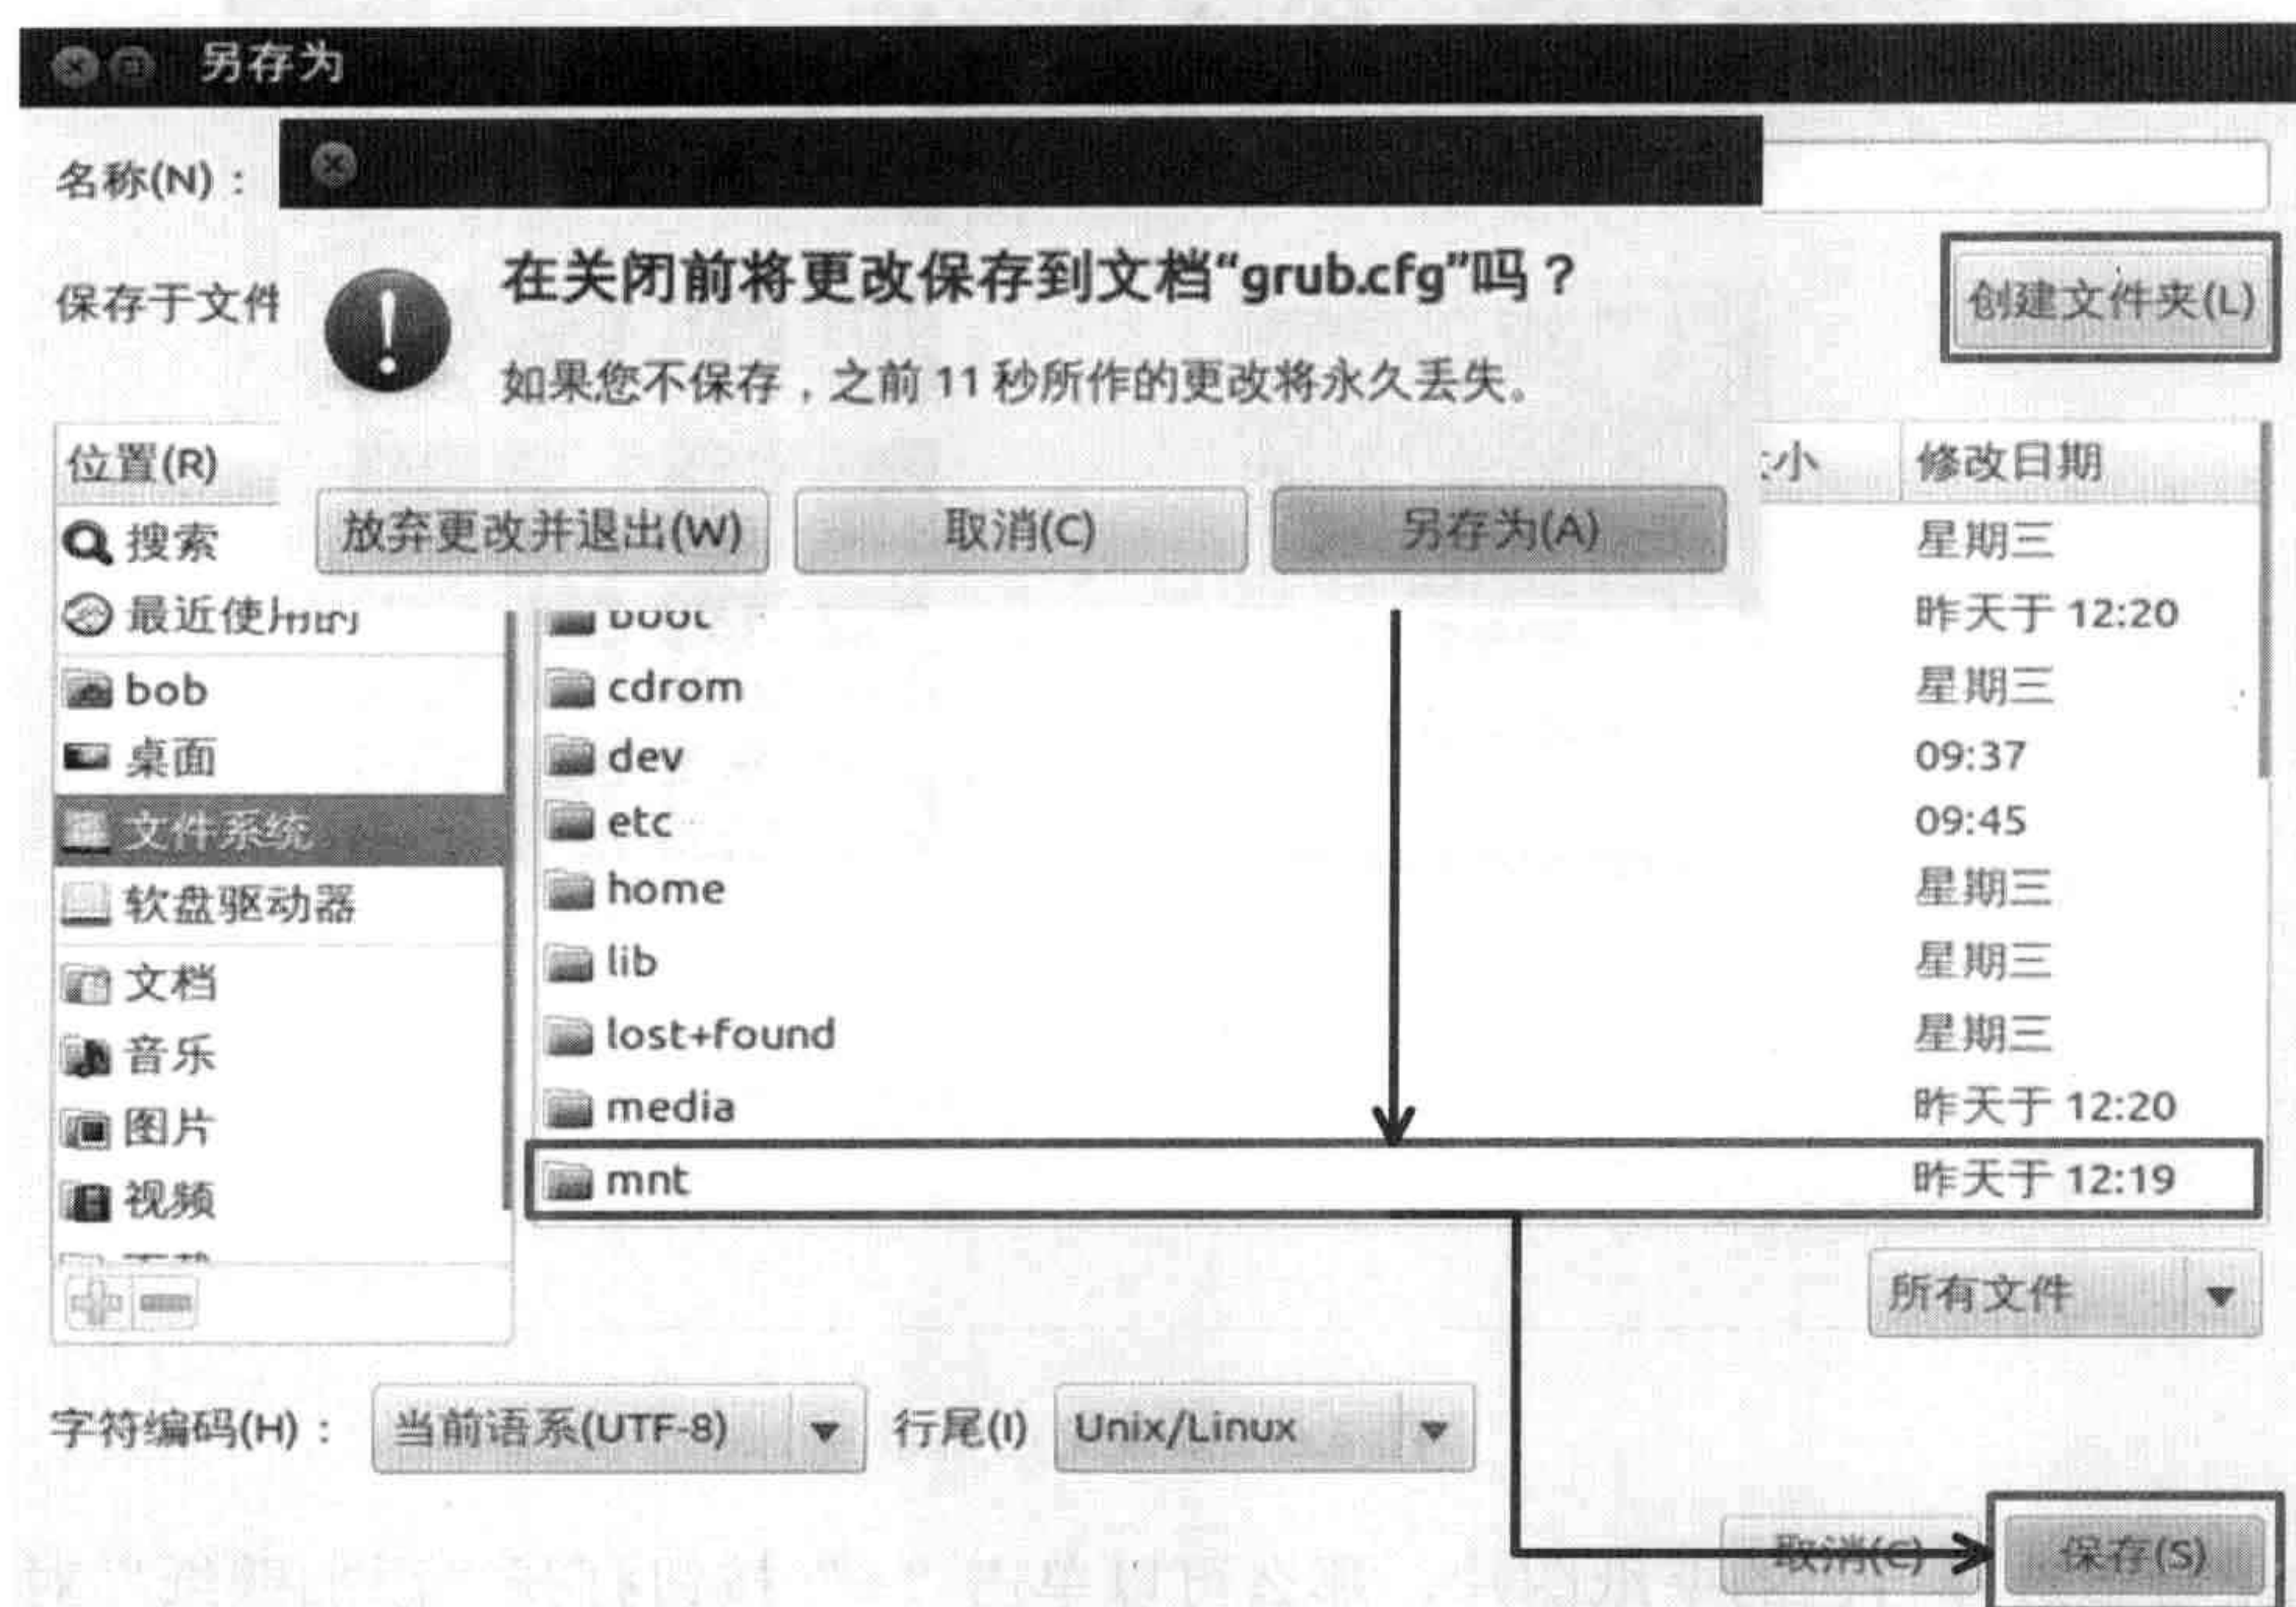 另存为
名称(N)：
在关闭前将更改保存到文档“grub.cfg”吗？
保存于文件
创建文件夹(L)
如果您不保存，之前 11 秒所作的更改将永久丢失。
放弃更改并退出(W)
取消(C)
另存为(A)
位置(R)
搜索
最近使用的
bob
桌面
文件系统
软盘驱动器
文档
音乐
图片
视频
小
修改日期
星期三
boot
昨天于 12:20
cdrom
星期三
dev
09:37
etc
09:45
home
星期三
lib
星期三
lost+found
星期三
media
昨天于 12:20
mnt
昨天于 12:19
所有文件
字符编码(H)：
当前语系(UTF-8)
行尾(I)
Unix/Linux
取消(C)
保存(S)